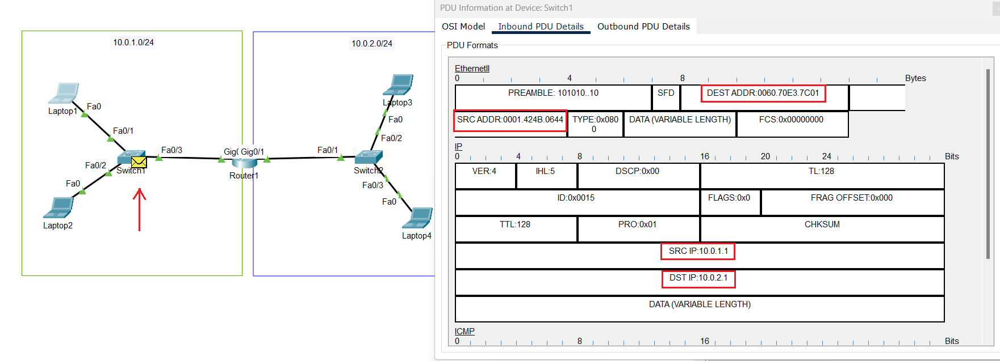 PDU Information at Device: Switch1
OSI Model Inbound PDU Details Outbound PDU Details
PDU Formats
10.0.1.0/24
10.0.2.0/24
Laptop1
Fa0
Fa0/1
Fa0/3
Fa0/2
Switch1
Fa0
Laptop2
Gig0/1
Router1
Fa0/1
Laptop3
Fa0
Fa0/2
Switch2
Fa0/3
Fa0
Laptop4
EthernetII
0 4 8 Bytes
PREAMBLE: 101010..10 SFD DEST ADDR:0060.70E3.7C01
SRC ADDR:0001.424B.0644 TYPE:0x080 DATA (VARIABLE LENGTH) FCS:0x00000000
0
IP
0 4 8 16 20 24 Bits
VER:4 IHL:5 DSCP:0x00 TL:128
ID:0x0015 FLAGS:0x0 FRAG OFFSET:0x000
TTL:128 PRO:0x01 CHKSUM
SRC IP:10.0.1.1
DST IP:10.0.2.1
DATA (VARIABLE LENGTH)
ICMP
0 8 16 Bits